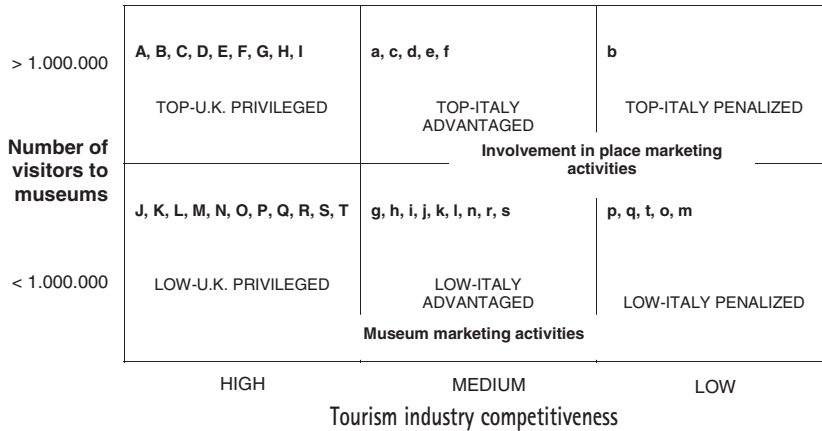 > 1.000.000
A, B, C, D, E, F, G, H, I
a, c, d, e, f
b
TOP-U.K. PRIVILEGED
TOP-ITALY
ADVANTAGED
TOP-ITALY PENALIZED
Number of
visitors to
museums
Involvement in place marketing
activities
J, K, L, M, N, O, P, Q, R, S, T
g, h, i, j, k, l, n, r, s
p, q, t, o, m
< 1.000.000
LOW-U.K. PRIVILEGED
LOW-ITALY
ADVANTAGED
LOW-ITALY PENALIZED
Museum marketing activities
HIGH
MEDIUM
LOW
Tourism industry competitiveness